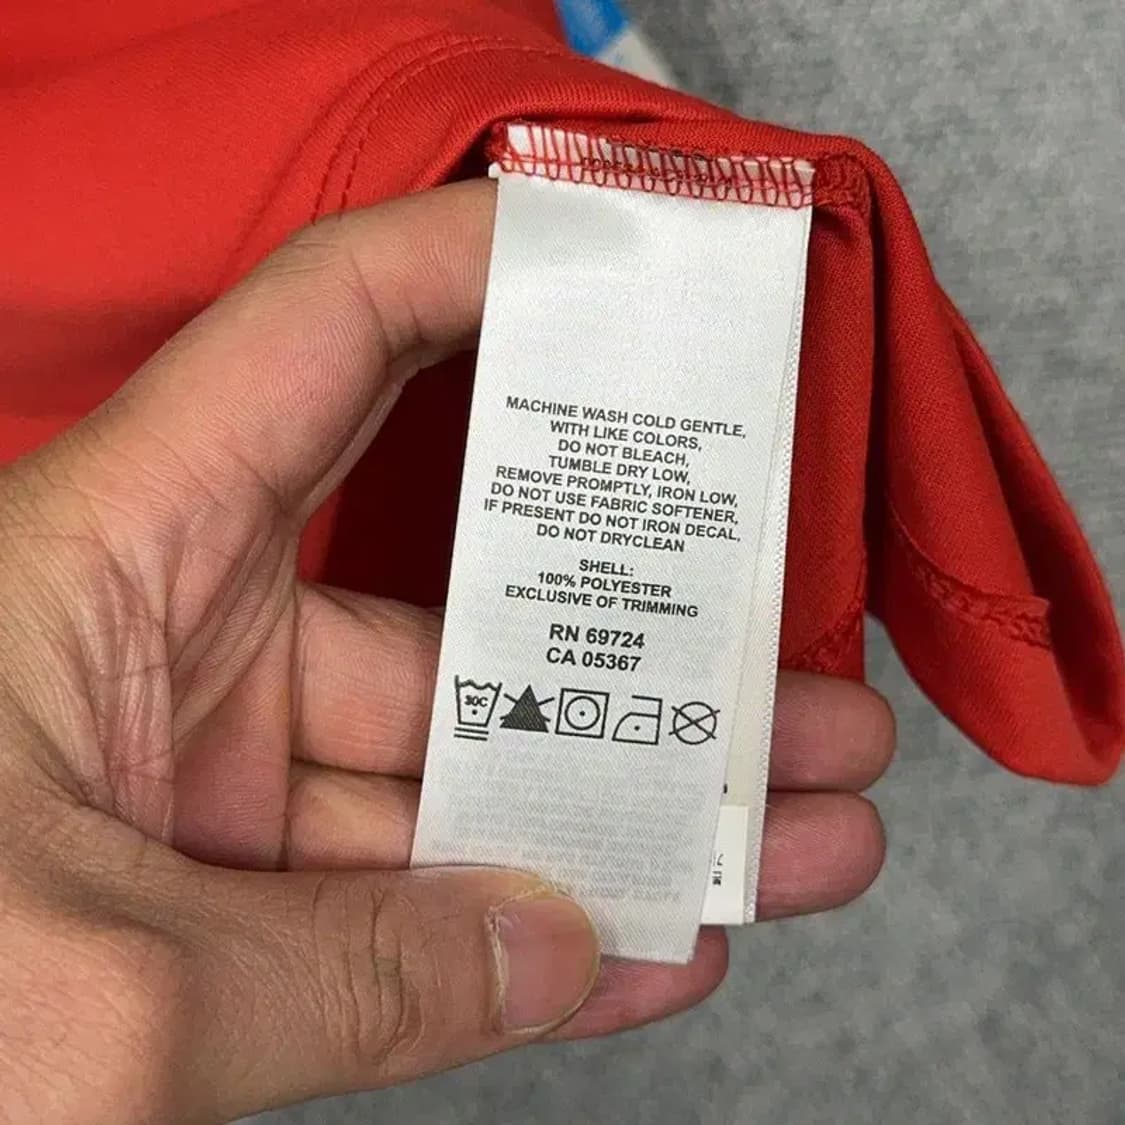 MACHINE WASH COLD GENTLE,
WITH LIKE COLORS,
DO NOT BLEACH,
TUMBLE DRY LOW,
REMOVE PROMPTLY, IRON LOW,
DO NOT USE FABRIC SOFTENER,
IF PRESENT DO NOT IRON DECAL,
DO NOT DRYCLEAN
SHELL:
100% POLYESTER
EXCLUSIVE OF TRIMMING
RN 69724
CA 05367
30C